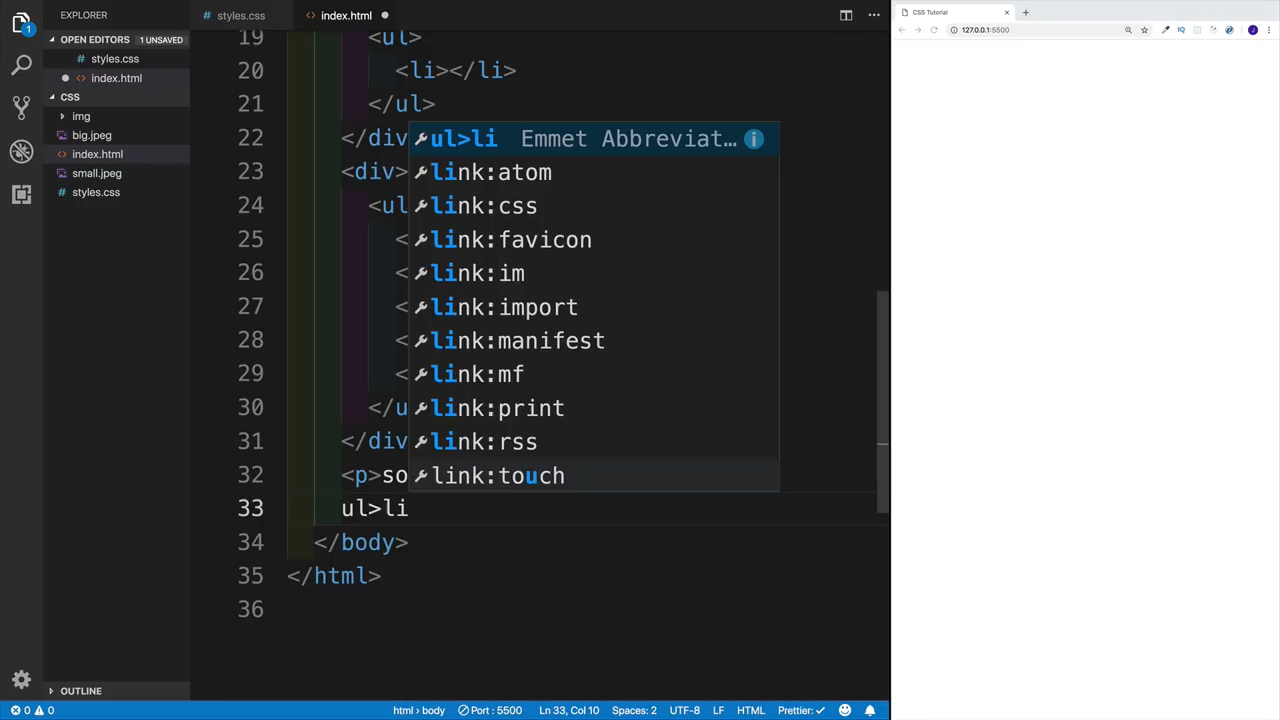 EXPLORER
OPEN EDITORS 1 UNSAVED
# styles.css
<> index.html
CSS
img
big.jpeg
<> index.html
small.jpeg
# styles.css
OUTLINE
1
# styles.css
<> index.html
19 <ul>
20 <li></li>
21 </ul>
22 </div
23 <div>
24 <ul
25 <
26 <
27 <
28 <
29 <
30 </u
31 </div
32 <p>so
33 ul>li
34 </body>
35 </html>
36
ul>li Emmet Abbreviat…
link:atom
link:css
link:favicon
link:im
link:import
link:manifest
link:mf
link:print
link:rss
link:touch
0 0 html › body Port : 5500 Ln 33, Col 10 Spaces: 2 UTF-8 LF HTML Prettier: ✓
CSS Tutorial
127.0.0.1:5500
IQ
J